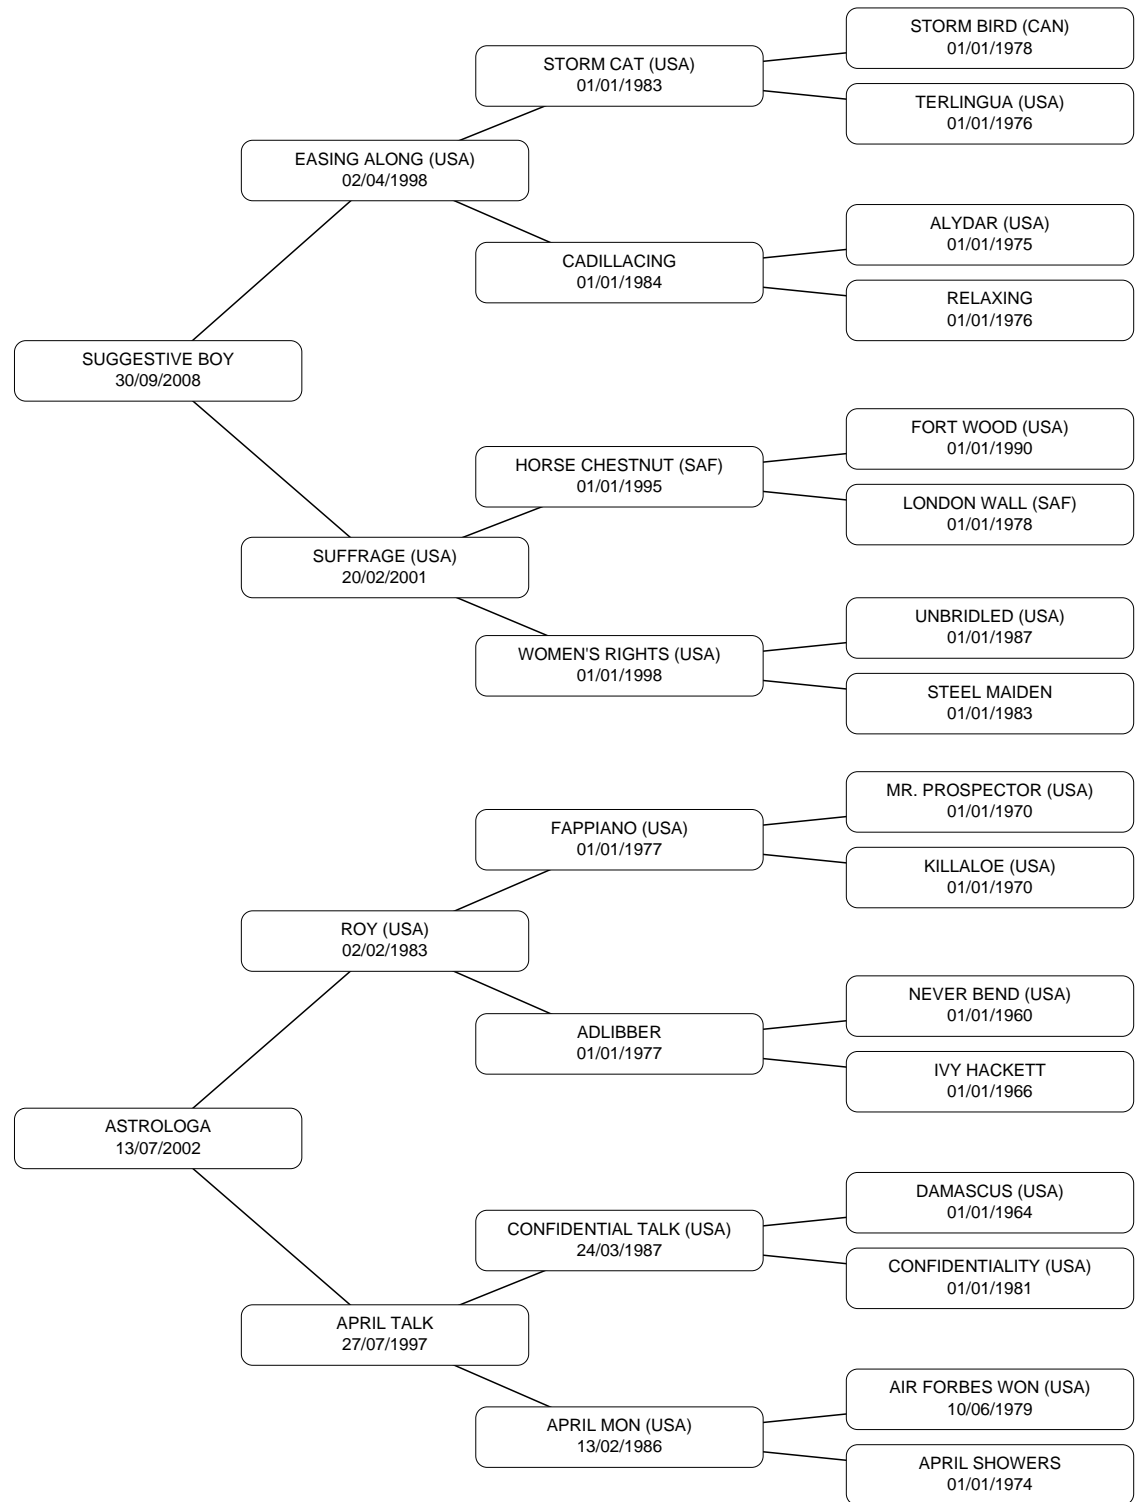 STORM BIRD (CAN)
01/01/1978
STORM CAT (USA)
01/01/1983
TERLINGUA (USA)
01/01/1976
EASING ALONG (USA)
02/04/1998
ALYDAR (USA)
01/01/1975
CADILLACING
01/01/1984
RELAXING
01/01/1976
SUGGESTIVE BOY
30/09/2008
FORT WOOD (USA)
01/01/1990
HORSE CHESTNUT (SAF)
01/01/1995
LONDON WALL (SAF)
01/01/1978
SUFFRAGE (USA)
20/02/2001
UNBRIDLED (USA)
01/01/1987
WOMEN'S RIGHTS (USA)
01/01/1998
STEEL MAIDEN
01/01/1983
MR. PROSPECTOR (USA)
01/01/1970
FAPPIANO (USA)
01/01/1977
KILLALOE (USA)
01/01/1970
ROY (USA)
02/02/1983
NEVER BEND (USA)
01/01/1960
ADLIBBER
01/01/1977
IVY HACKETT
01/01/1966
ASTROLOGA
13/07/2002
DAMASCUS (USA)
01/01/1964
CONFIDENTIAL TALK (USA)
24/03/1987
CONFIDENTIALITY (USA)
01/01/1981
APRIL TALK
27/07/1997
AIR FORBES WON (USA)
10/06/1979
APRIL MON (USA)
13/02/1986
APRIL SHOWERS
01/01/1974